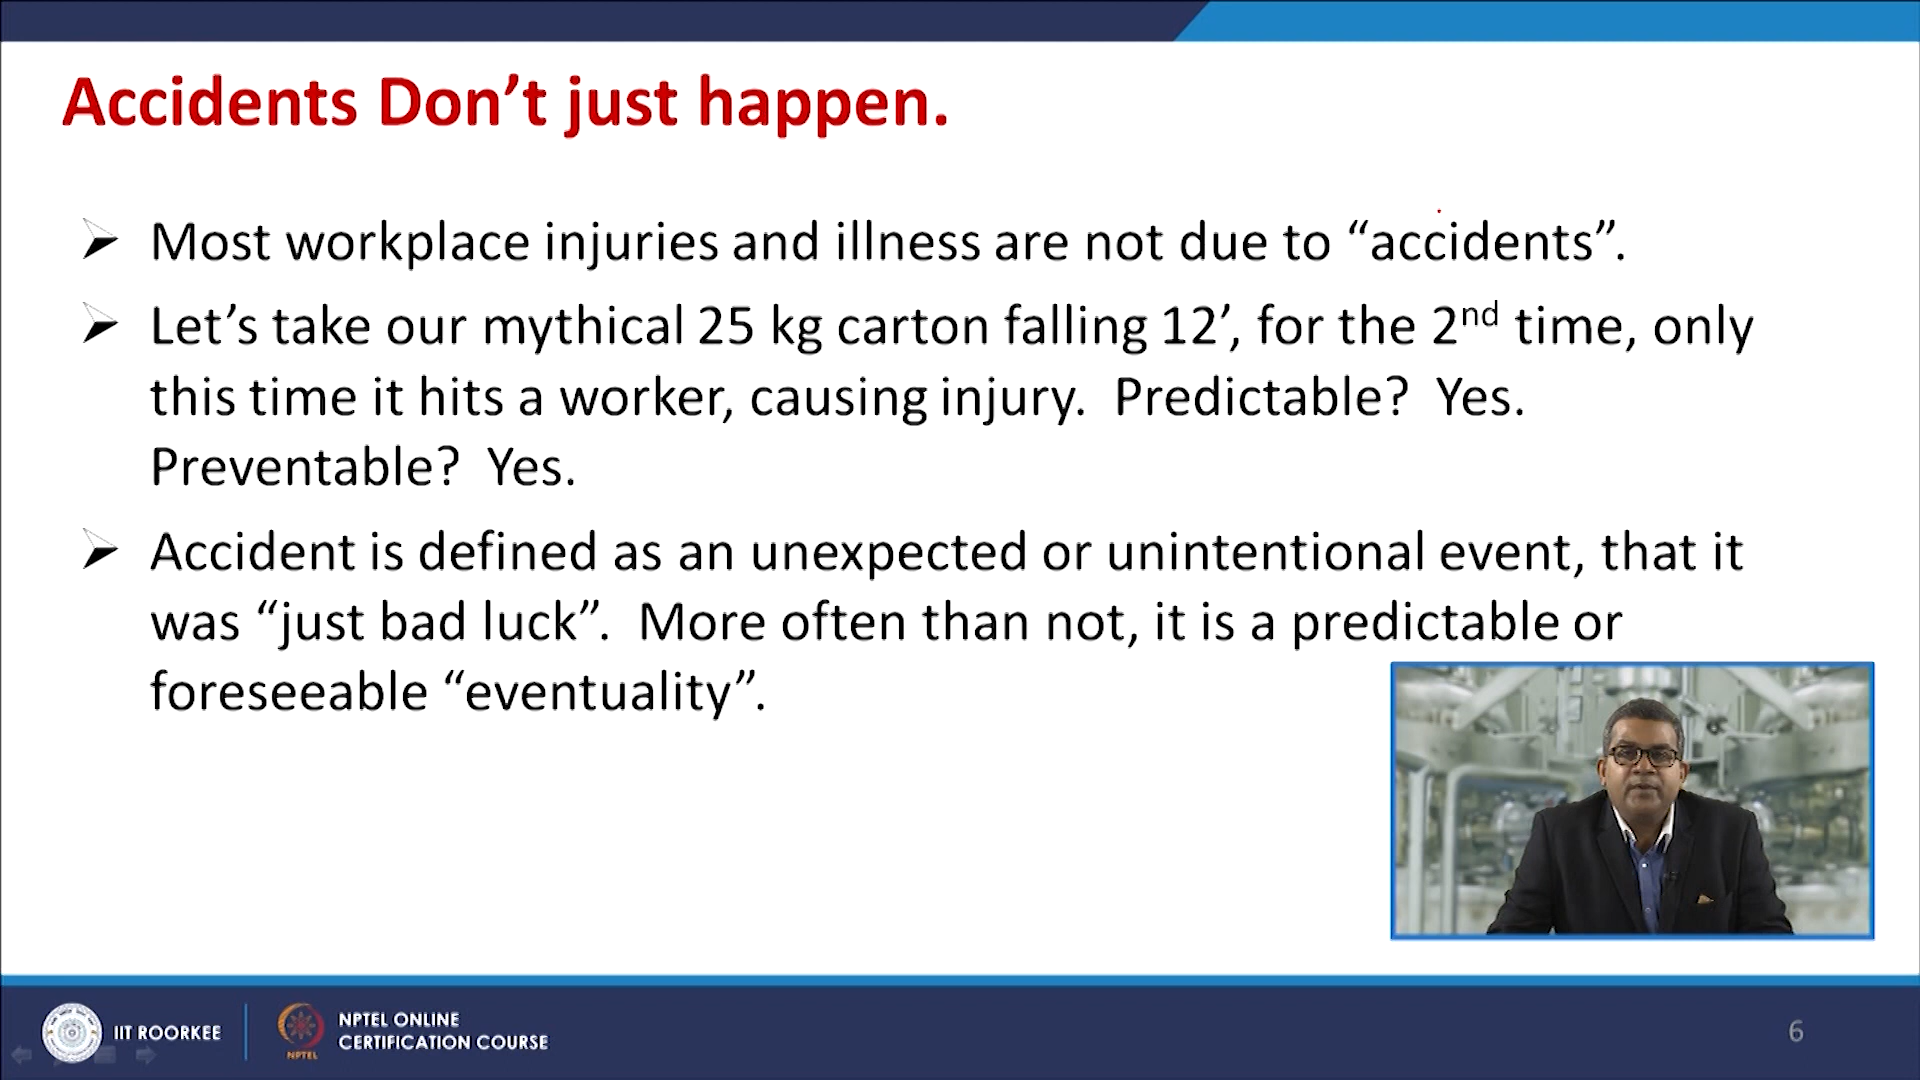 Accidents Don’t just happen.
Most workplace injuries and illness are not due to “accidents”.
Let’s take our mythical 25 kg carton falling 12’, for the 2nd time, only
this time it hits a worker, causing injury. Predictable? Yes.
Preventable? Yes.
Accident is defined as an unexpected or unintentional event, that it
was “just bad luck”. More often than not, it is a predictable or
foreseeable “eventuality”.
IIT ROORKEE
NPTEL
NPTEL ONLINE
CERTIFICATION COURSE
6